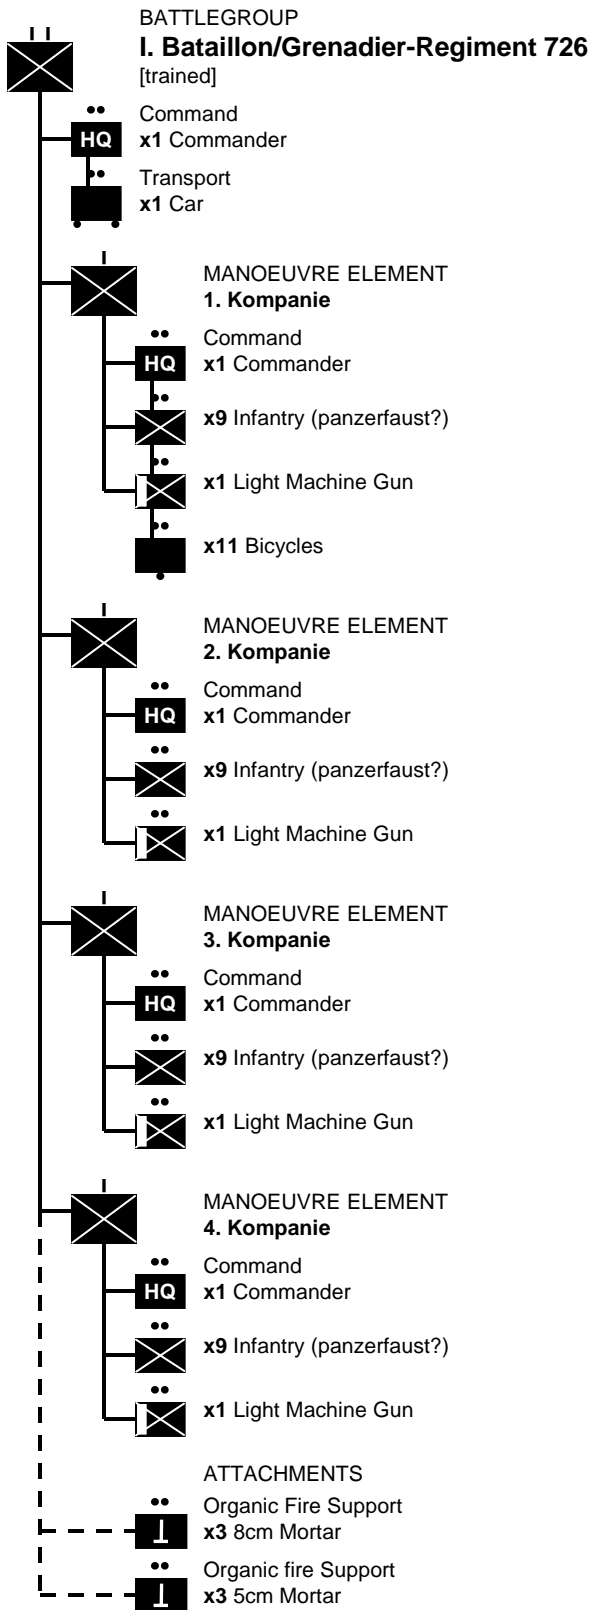 BATTLEGROUP
I. Bataillon/Grenadier-Regiment 726
[trained]
Command
HQ
x1 Commander
Transport
x1 Car
MANOEUVRE ELEMENT
1. Kompanie
Command
HQ
x1 Commander
x9 Infantry (panzerfaust?)
x1 Light Machine Gun
x11 Bicycles
MANOEUVRE ELEMENT
2. Kompanie
Command
HQ
x1 Commander
x9 Infantry (panzerfaust?)
x1 Light Machine Gun
MANOEUVRE ELEMENT
3. Kompanie
Command
HQ
x1 Commander
x9 Infantry (panzerfaust?)
x1 Light Machine Gun
MANOEUVRE ELEMENT
4. Kompanie
Command
HQ
x1 Commander
x9 Infantry (panzerfaust?)
x1 Light Machine Gun
ATTACHMENTS
Organic Fire Support
x3 8cm Mortar
Organic fire Support
x3 5cm Mortar